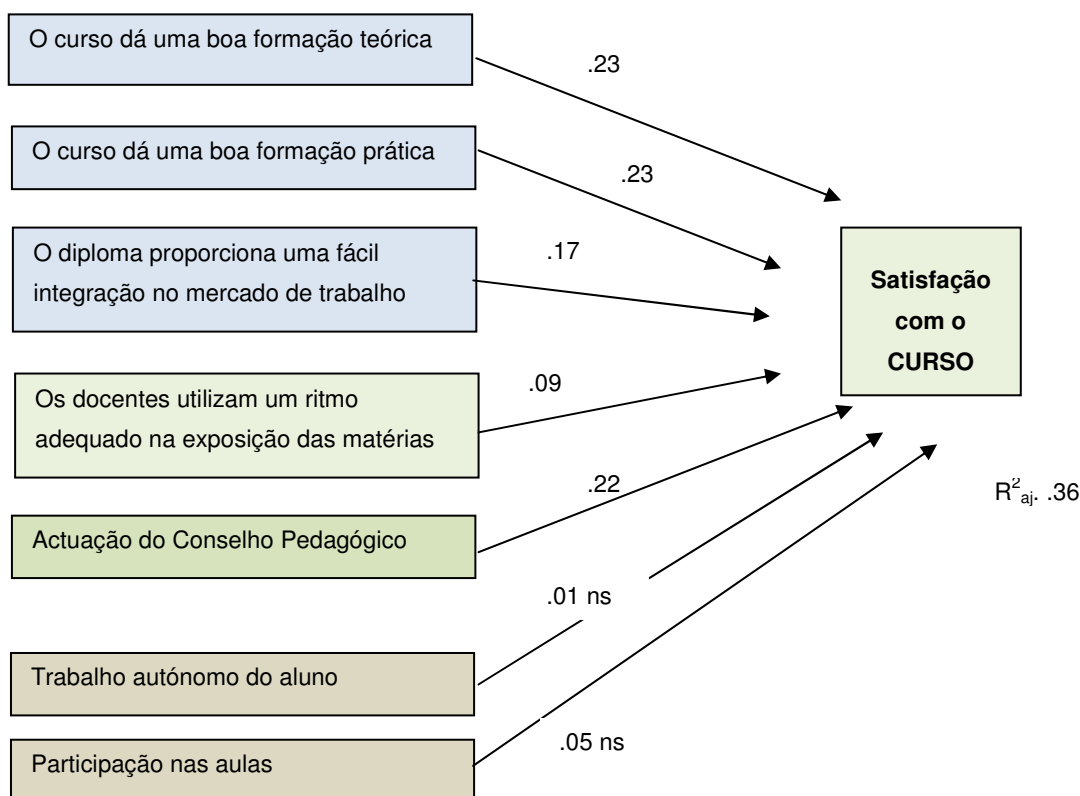 O curso dá uma boa formação teórica
.23
O curso dá uma boa formação prática
.23
O diploma proporciona uma fácil
integração no mercado de trabalho
.17
Satisfação
com o
CURSO
Os docentes utilizam um ritmo
adequado na exposição das matérias
.09
.22
R²aj. .36
Actuação do Conselho Pedagógico
.01 ns
Trabalho autónomo do aluno
.05 ns
Participação nas aulas